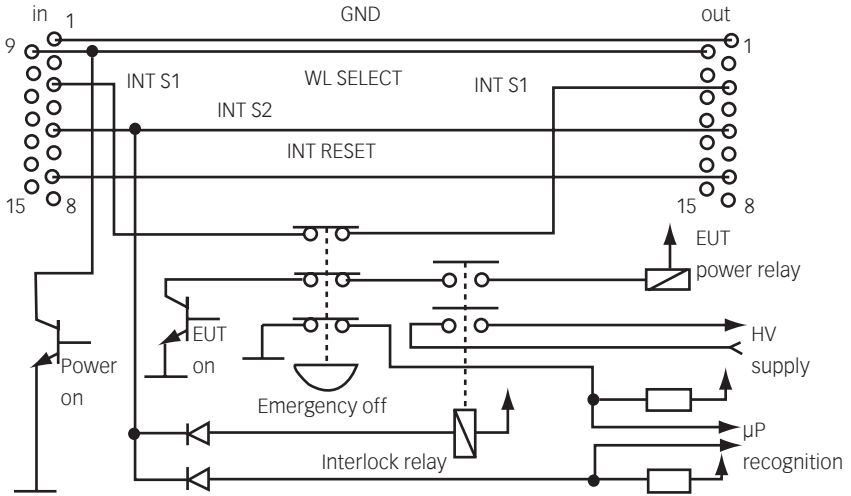 in
1
GND
out
9
1
INT S1
WL SELECT
INT S1
INT S2
INT RESET
15
8
15
8
EUT
power relay
EUT
on
Power
on
HV
supply
Emergency off
µP
recognition
Interlock relay